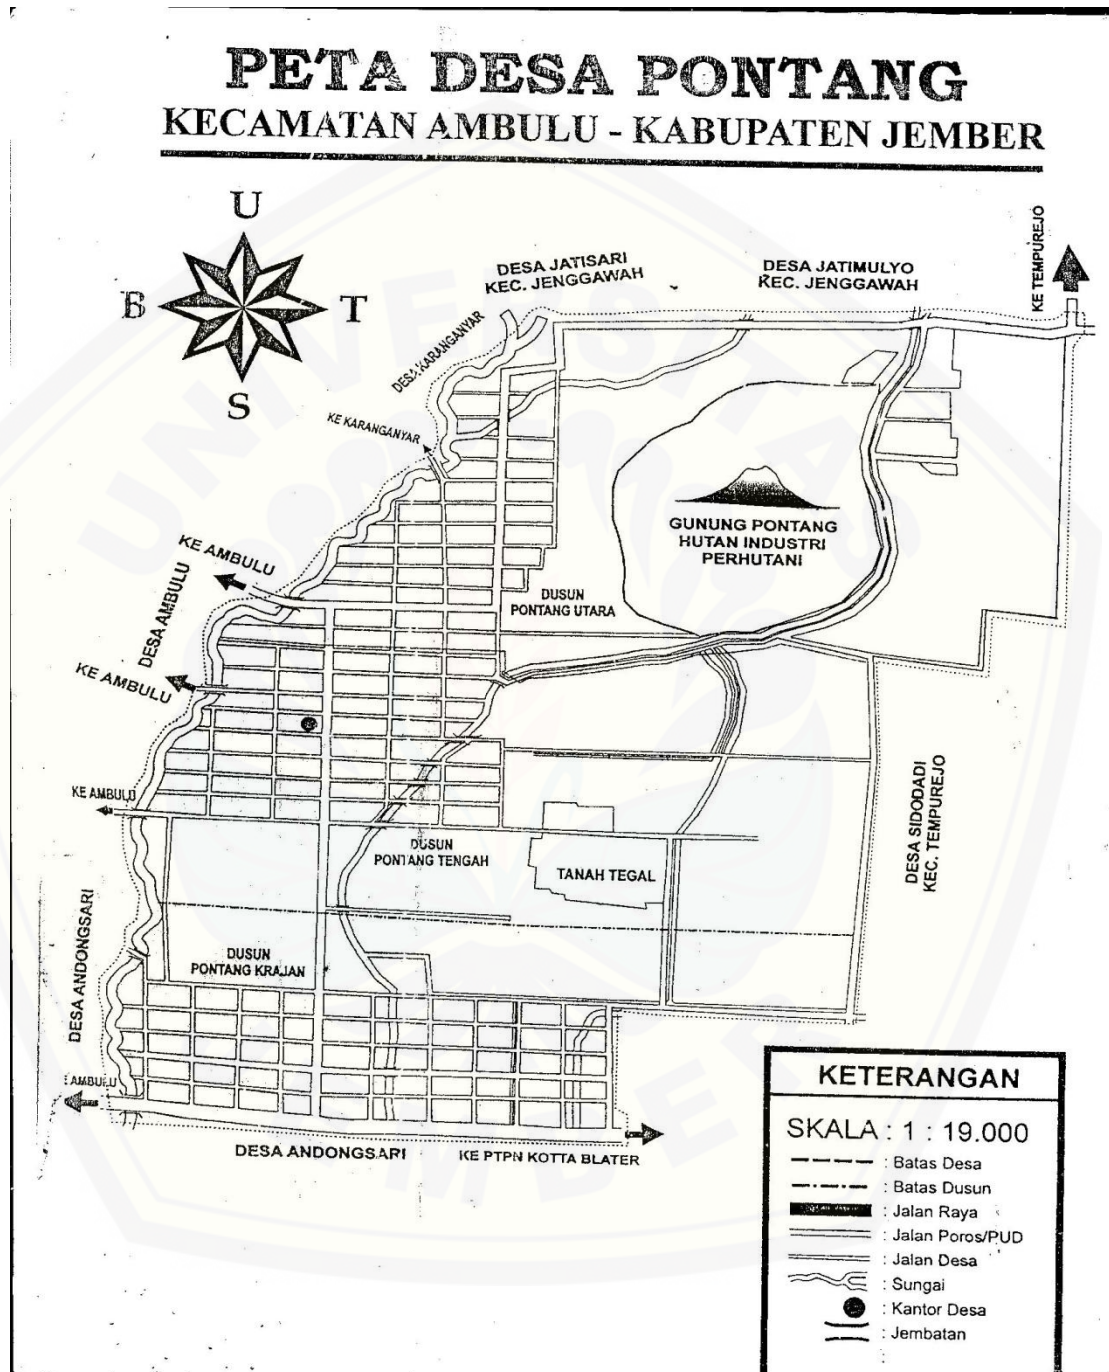 PETA DESA PONTANG
KECAMATAN AMBULU - KABUPATEN JEMBER
U
B
T
S
DESA JATISARI
KEC. JENGGAWAH
DESA JATIMULYO
KEC. JENGGAWAH
KE TEMPUREJO
DESA KARANGANYAR
KE KARANGANYAR
GUNUNG PONTANG
HUTAN INDUSTRI
PERHUTANI
KE AMBULU
DESA AMBULU
DUSUN
PONTANG UTARA
KE AMBULU
KE AMBULU
DUSUN
PONTANG TENGAH
TANAH TEGAL
DESA SIDODADI
KEC. TEMPUREJO
DESA ANDONGSARI
DUSUN
PONTANG KRAJAN
AMBULU
DESA ANDONGSARI
KE PTPN KOTTA BLATER
KETERANGAN
SKALA : 1 : 19.000
: Batas Desa
: Batas Dusun
: Jalan Raya
: Jalan Poros/PUD
: Jalan Desa
: Sungai
: Kantor Desa
: Jembatan
UNIVERSITAS
JEMBER